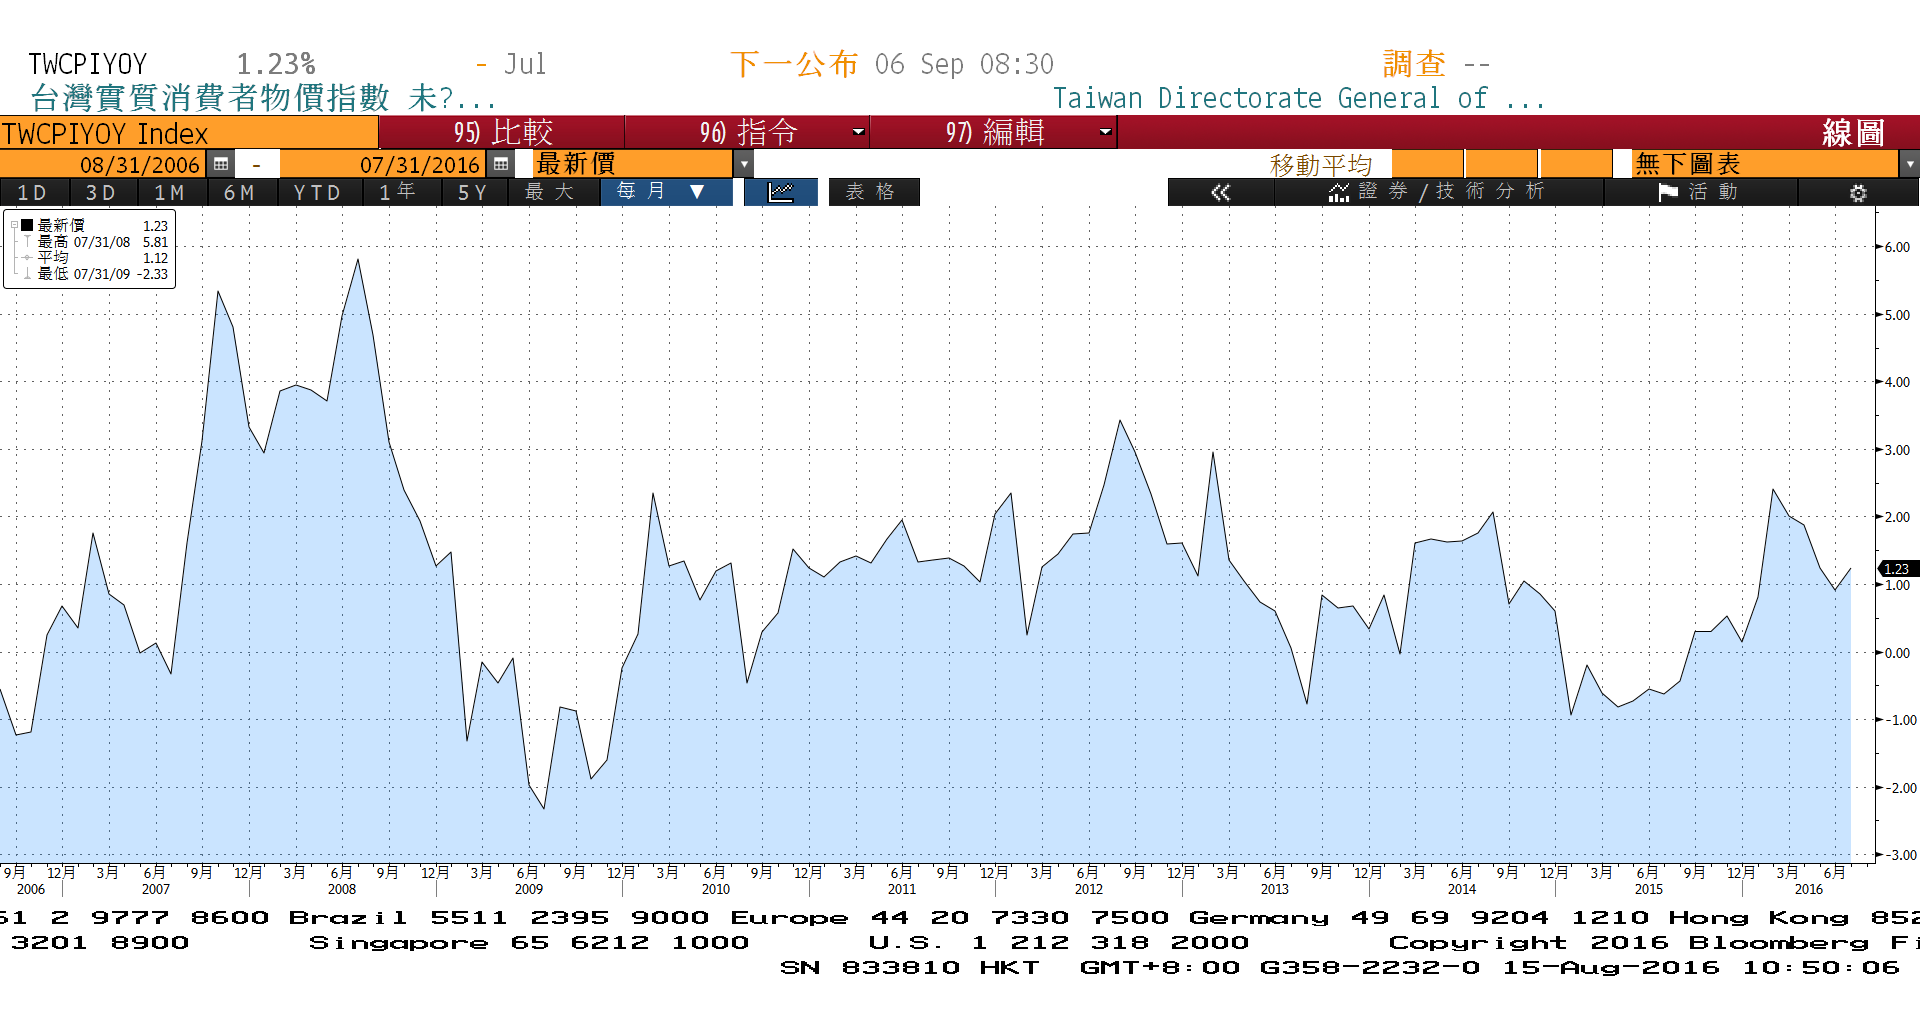 TWCPIYOY 1.23% - Jul 下一公布 06 Sep 08:30 調查 --
台灣實質消費者物價指數 未?... Taiwan Directorate General of ...
TWCPIYOY Index 95) 比較 96) 指令 97) 編輯 線圖
08/31/2006 - 07/31/2016 最新價 移動平均 無下圖表
1D 3D 1M 6M YTD 1年 5Y 最大 每月 ▼ 表格 « 證券/技術分析 活動
最新價 1.23
最高 07/31/08 5.81
平均 1.12
最低 07/31/09 -2.33
6.00
5.00
4.00
3.00
2.00
1.23
1.00
0.00
-1.00
-2.00
-3.00
9月 12月 3月 6月 9月 12月 3月 6月 9月 12月 3月 6月 9月 12月 3月 6月 9月 12月 3月 6月 9月 12月 3月 6月 9月 12月 3月 6月 9月 12月 3月 6月 9月 12月 3月 6月 9月 12月 3月 6月
2006 2007 2008 2009 2010 2011 2012 2013 2014 2015 2016
61 2 9777 8600 Brazil 5511 2395 9000 Europe 44 20 7330 7500 Germany 49 69 9204 1210 Hong Kong 852
3201 8900 Singapore 65 6212 1000 U.S. 1 212 318 2000 Copyright 2016 Bloomberg Fi
SN 833810 HKT GMT+8:00 G358-2232-0 15-Aug-2016 10:50:06